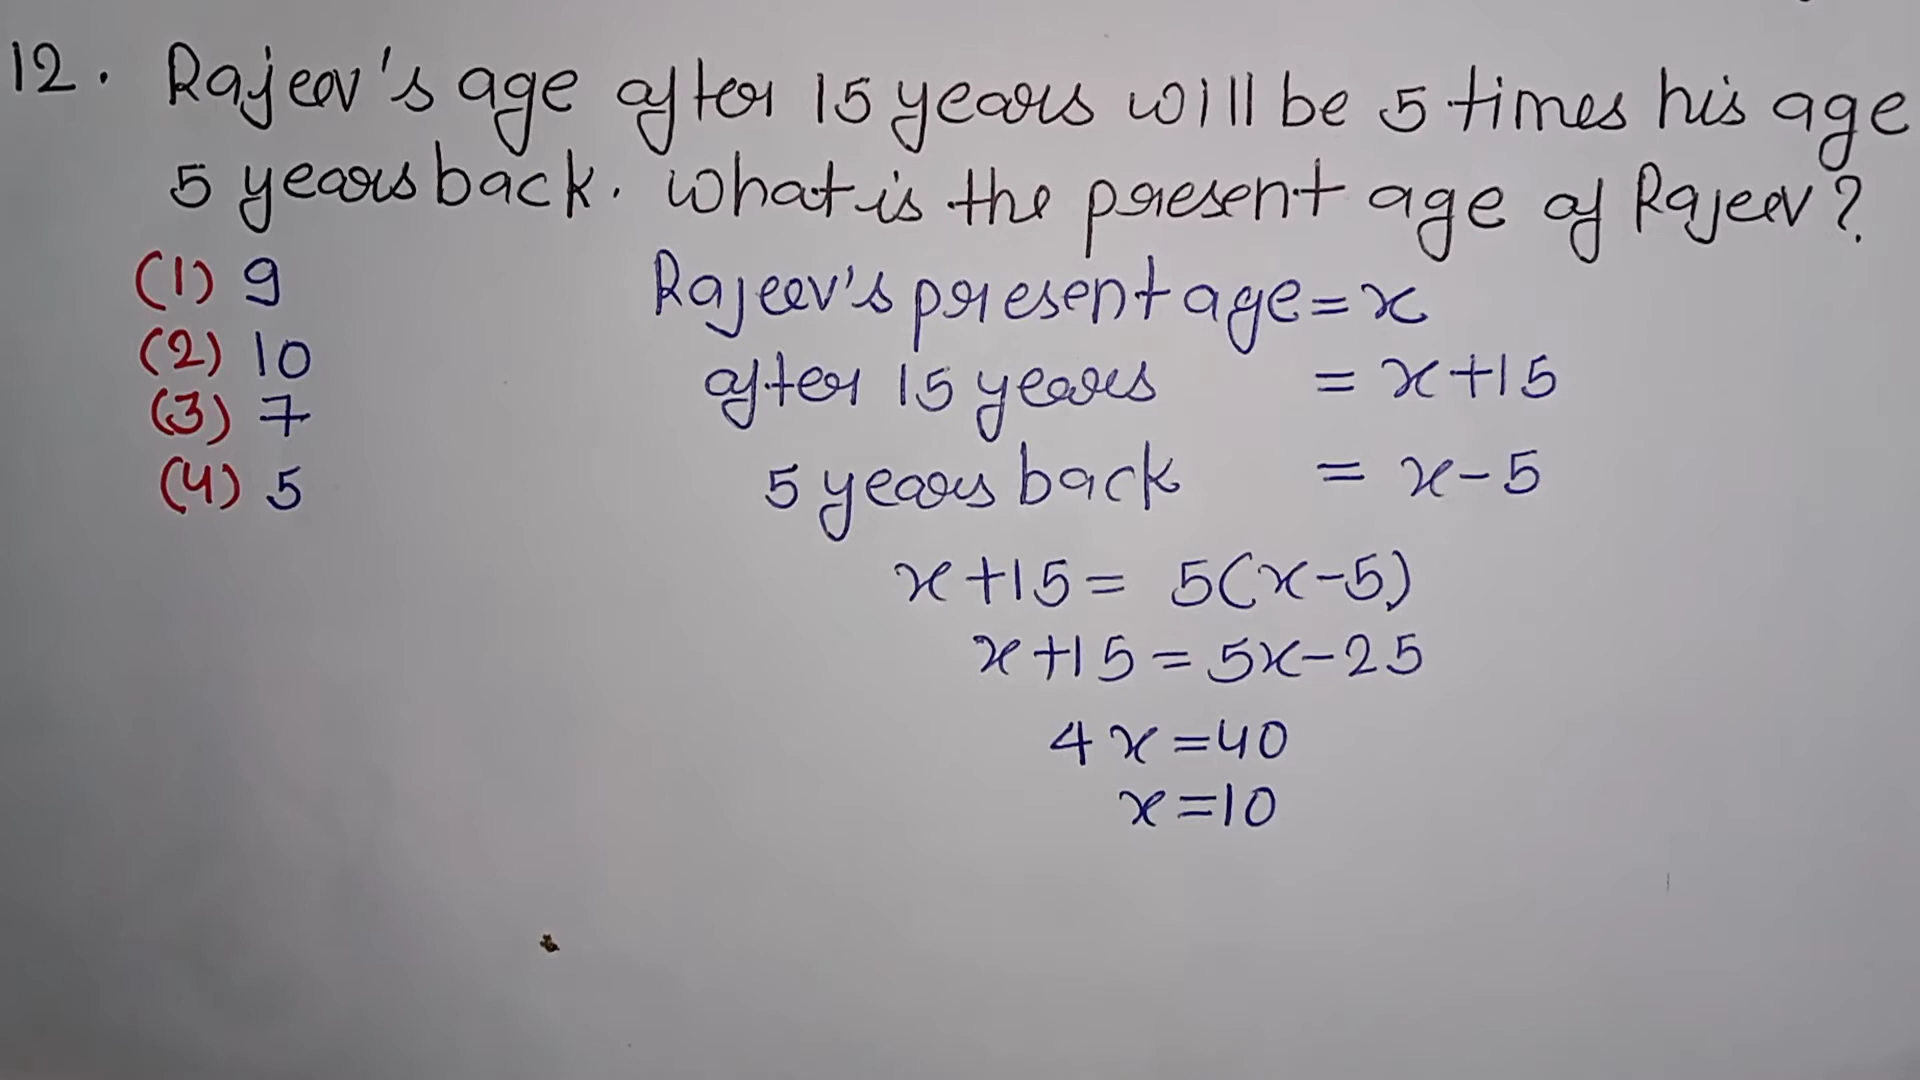 12. Rajeev's age after 15 years will be 5 times his age
5 years back. What is the present age of Rajeev?
(1) 9
(2) 10
(3) 7
(4) 5
Rajeev's present age = x
after 15 years = x+15
5 years back = x-5
x+15 = 5(x-5)
x+15 = 5x-25
4x=40
x=10